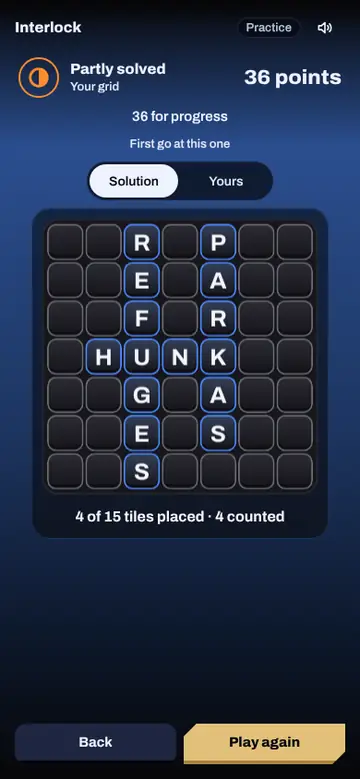 Interlock
Practice
Partly solved
Your grid
36 points
36 for progress
First go at this one
Solution
Yours
R P
E A
F R
H U N K
G A
E S
S
4 of 15 tiles placed · 4 counted
Back
Play again